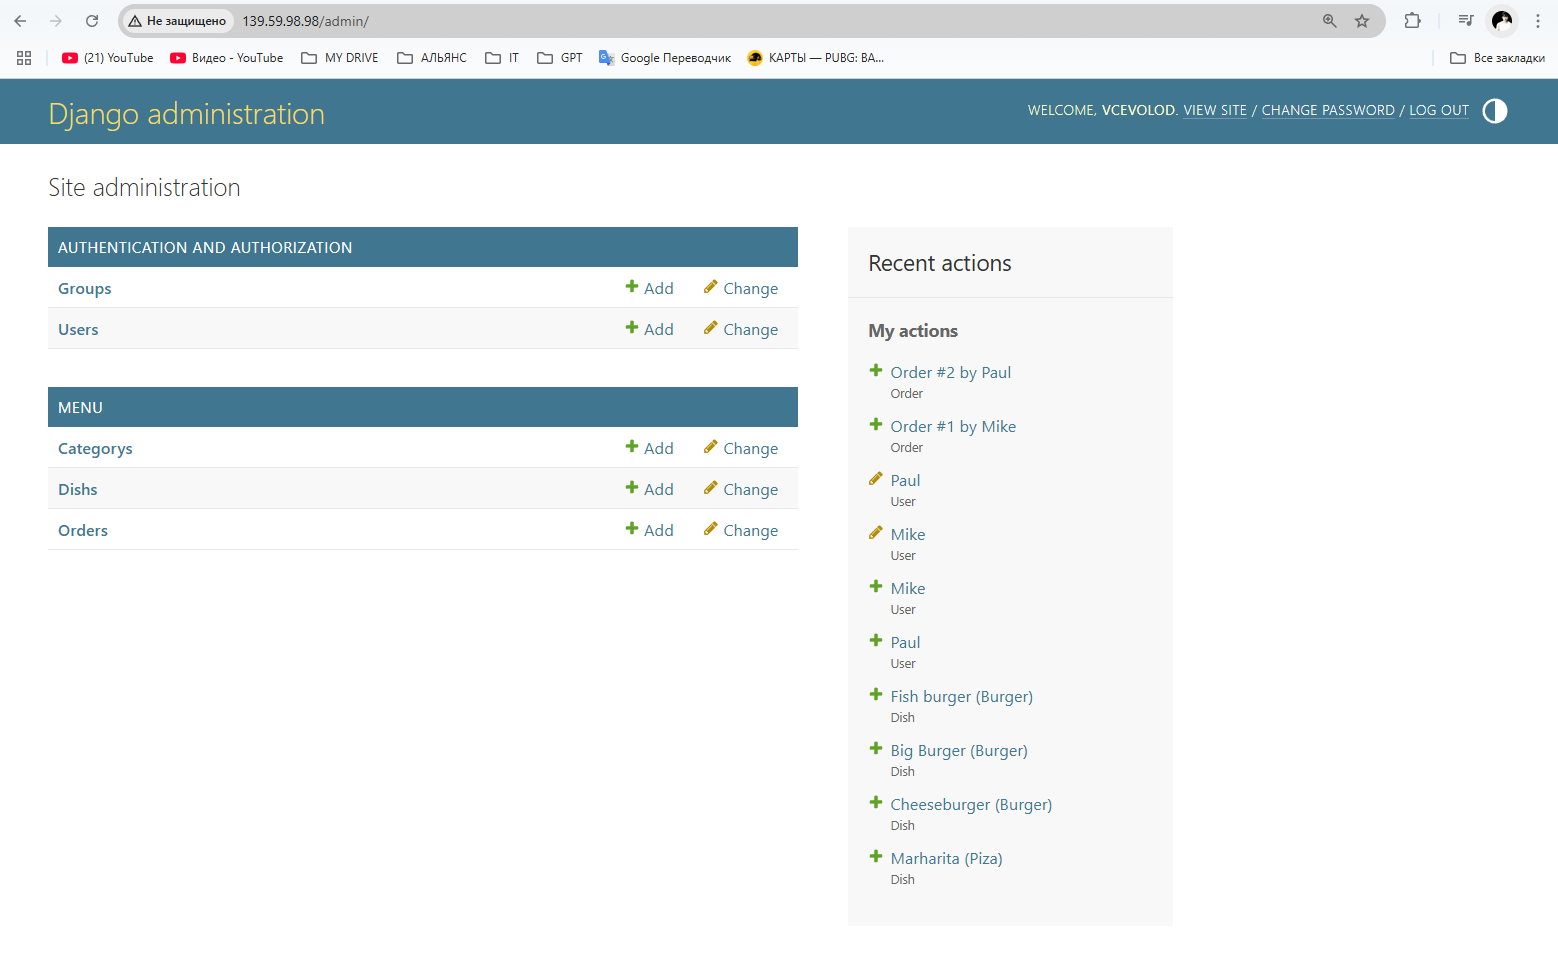 Не защищено 139.59.98.98/admin/
(21) YouTube Видео - YouTube MY DRIVE АЛЬЯНС IT GPT Google Переводчик КАРТЫ — PUBG: BA... Все закладки
Django administration
WELCOME, VCEVOLOD. VIEW SITE / CHANGE PASSWORD / LOG OUT
Site administration
AUTHENTICATION AND AUTHORIZATION
Groups Add Change
Users Add Change
MENU
Categorys Add Change
Dishs Add Change
Orders Add Change
Recent actions
My actions
Order #2 by Paul
Order
Order #1 by Mike
Order
Paul
User
Mike
User
Mike
User
Paul
User
Fish burger (Burger)
Dish
Big Burger (Burger)
Dish
Cheeseburger (Burger)
Dish
Marharita (Piza)
Dish